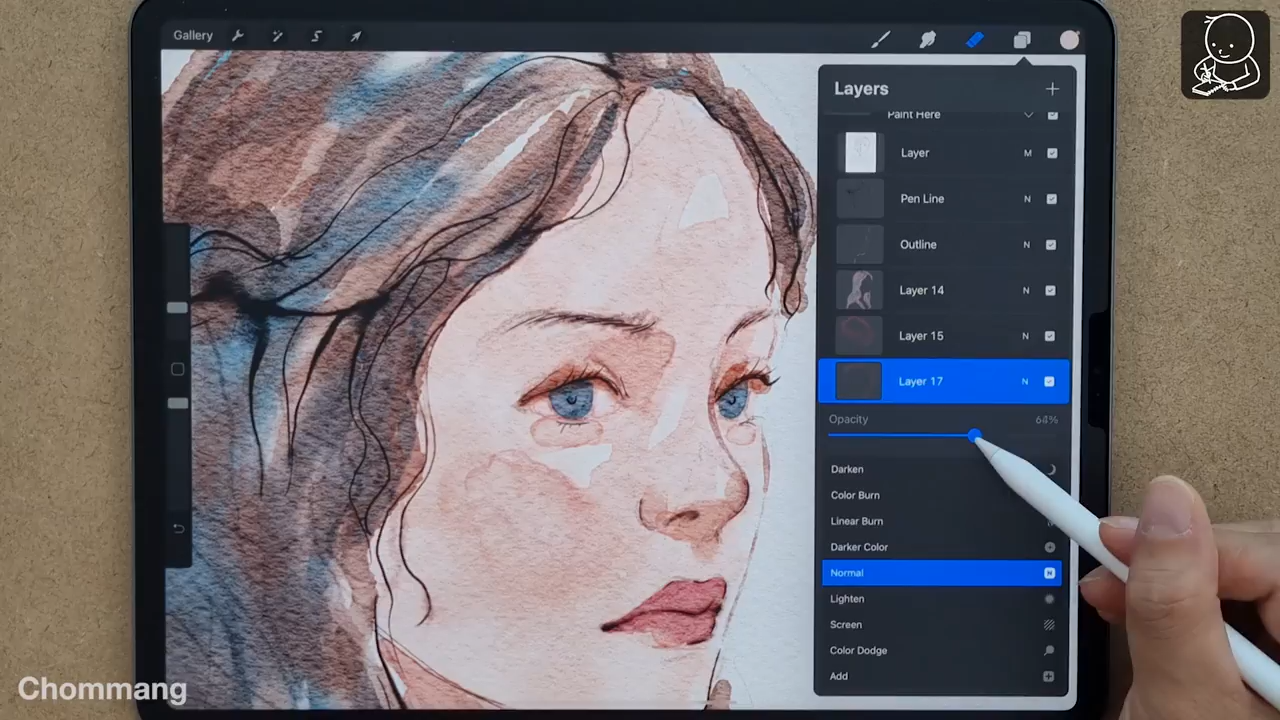 Gallery
Layers
Paint Here
Layer M
Pen Line N
Outline N
Layer 14 N
Layer 15 N
Layer 17 N
Opacity 64%
Darken
Color Burn
Linear Burn
Darker Color
Normal N
Lighten
Screen
Color Dodge
Add
Chommang